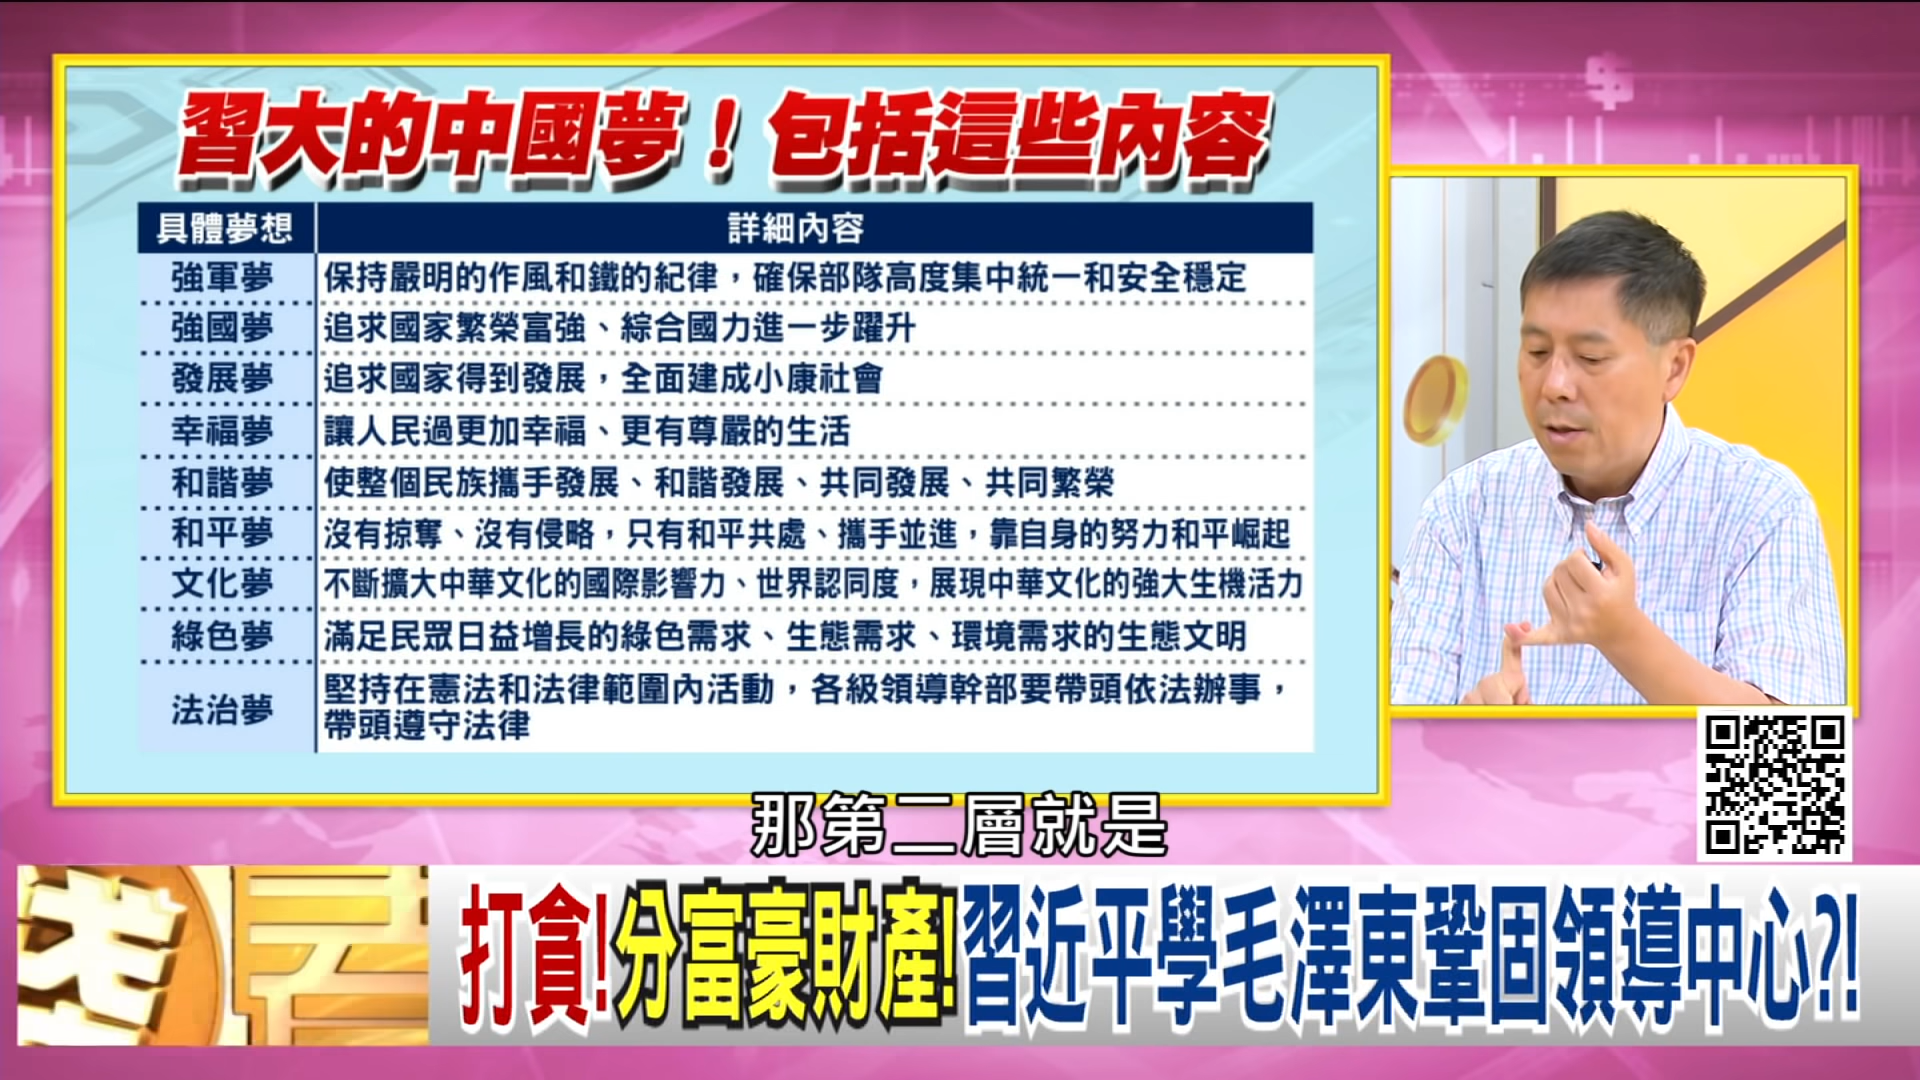 習大的中國夢！包括這些內容
具體夢想 詳細內容
強軍夢 保持嚴明的作風和鐵的紀律，確保部隊高度集中統一和安全穩定
強國夢 追求國家繁榮富強、綜合國力進一步躍升
發展夢 追求國家得到發展，全面建成小康社會
幸福夢 讓人民過更加幸福、更有尊嚴的生活
和諧夢 使整個民族攜手發展、和諧發展、共同發展、共同繁榮
和平夢 沒有掠奪、沒有侵略，只有和平共處、攜手並進，靠自身的努力和平崛起
文化夢 不斷擴大中華文化的國際影響力、世界認同度，展現中華文化的強大生機活力
綠色夢 滿足民眾日益增長的綠色需求、生態需求、環境需求的生態文明
法治夢 堅持在憲法和法律範圍內活動，各級領導幹部要帶頭依法辦事，
帶頭遵守法律
那第二層就是
打貪!分富豪財產!習近平學毛澤東鞏固領導中心?!